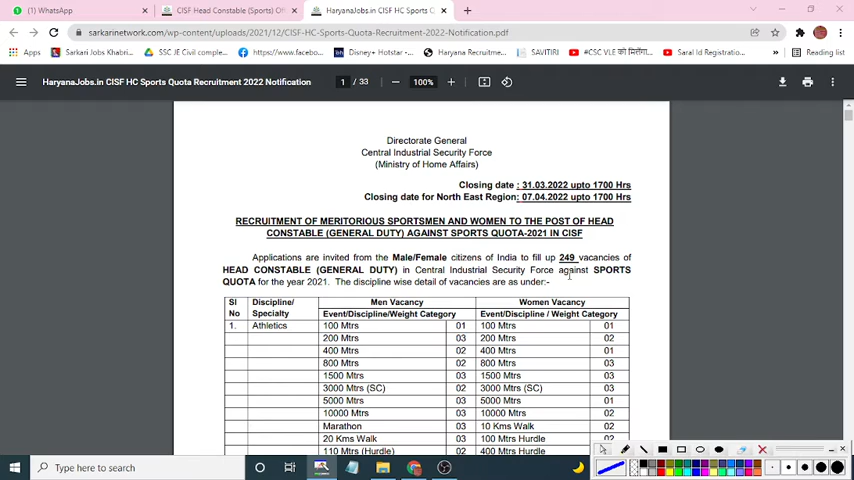 WhatsApp
CISF Head Constable (Sports) Of
HaryanaJobs.in CISF HC Sports Q
sarkarinetwork.com/wp-content/uploads/2021/12/CISF-HC-Sports-Quota-Recruitment-2022-Notification.pdf
Apps
Sarkari Jobs Khabri...
SSC JE Civil comple...
facebook
Disney+ Hotstar -...
Haryana Recruitme...
SAVITIRI
#CSC VLE को मिलेगा...
Saral Id Registratio...
Reading list
HaryanaJobs.in CISF HC Sports Quota Recruitment 2022 Notification
1 / 33
100%
Directorate General
Central Industrial Security Force
(Ministry of Home Affairs)
Closing date : 31.03.2022 upto 1700 Hrs
Closing date for North East Region: 07.04.2022 upto 1700 Hrs
RECRUITMENT OF MERITORIOUS SPORTSMEN AND WOMEN TO THE POST OF HEAD
CONSTABLE (GENERAL DUTY) AGAINST SPORTS QUOTA-2021 IN CISF
Applications are invited from the Male/Female citizens of India to fill up 249 vacancies of
HEAD CONSTABLE (GENERAL DUTY) in Central Industrial Security Force against SPORTS
QUOTA for the year 2021. The discipline wise detail of vacancies are as under:-
Sl No Discipline/ Specialty Men Vacancy Women Vacancy
Event/Discipline/Weight Category Event/Discipline / Weight Category
1. Athletics 100 Mtrs 01 100 Mtrs 01
200 Mtrs 03 200 Mtrs 02
400 Mtrs 02 400 Mtrs 01
800 Mtrs 02 800 Mtrs 03
1500 Mtrs 03 1500 Mtrs 03
3000 Mtrs (SC) 02 3000 Mtrs (SC) 03
5000 Mtrs 03 5000 Mtrs 01
10000 Mtrs 03 10000 Mtrs 02
Marathon 03 10 Kms Walk 02
20 Kms Walk 03 100 Mtrs Hurdle 02
110 Mtrs (Hurdle) 02 400 Mtrs Hurdle
Type here to search